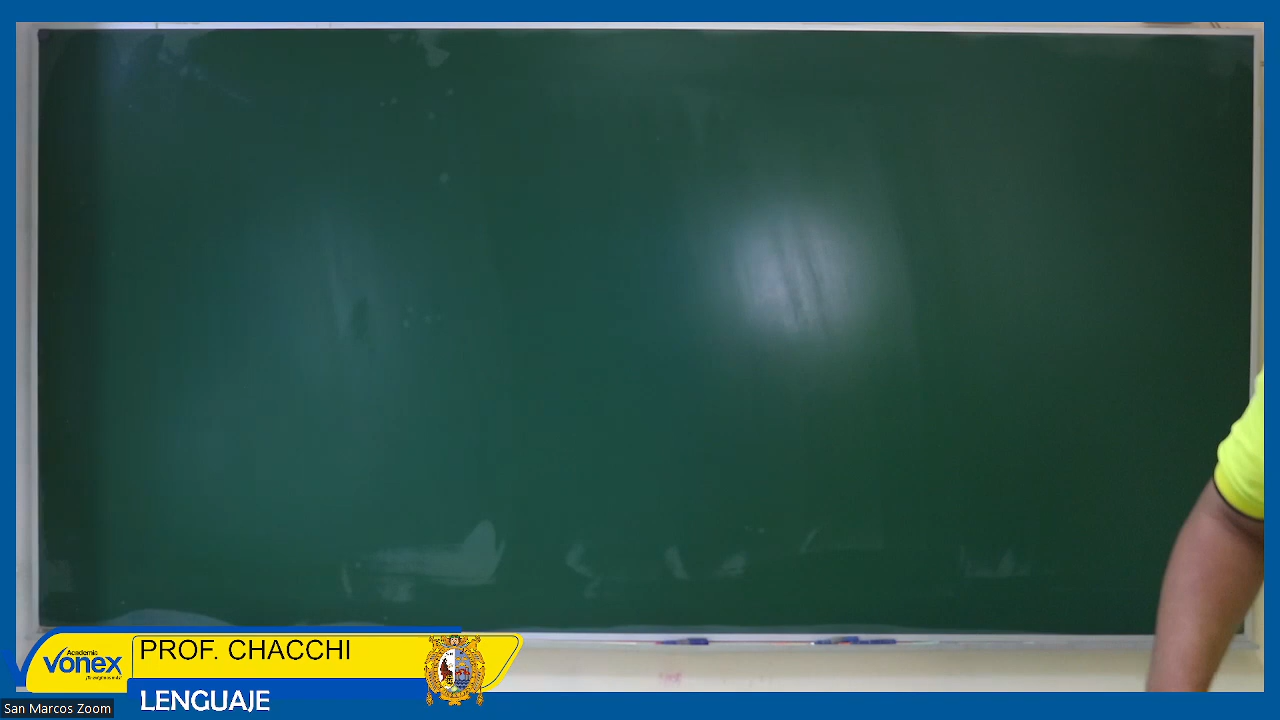 PROF. CHACCHI
Academia
vonex
LENGUAJE
San Marcos Zoom